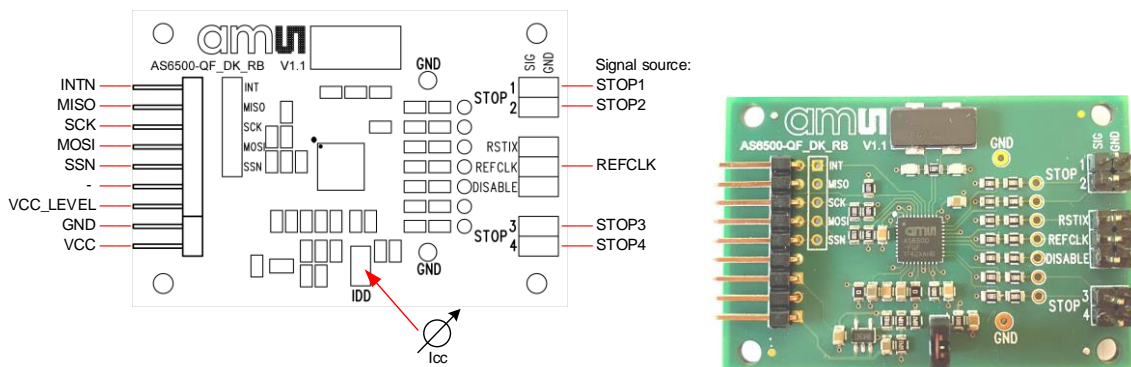 amu
AS6500-QF_DK_RB V1.1
GND
SIG
GND
Signal source:
INTN
MISO
SCK
MOSI
SSN
-
VCC_LEVEL
GND
VCC
INT
MISO
SCK
MOSI
SSN
STOP
1
2
STOP1
STOP2
RSTIX
REFCLK
DISABLE
REFCLK
STOP
3
4
STOP3
STOP4
GND
IDD
Icc
amu
AS6500-QF_DK_RB V1.1
GND
SIG
GND
INT
MISO
SCK
MOSI
SSN
STOP
1
2
RSTIX
REFCLK
DISABLE
STOP
3
4
GND
AS6500